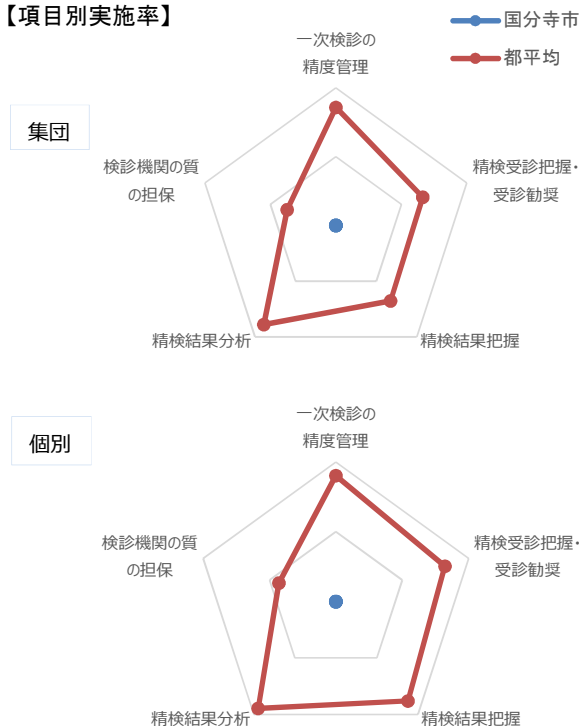 【項目別実施率】
国分寺市
都平均
集団
一次検診の
精度管理
精検受診把握・
受診勧奨
精検結果把握
精検結果分析
検診機関の質
の担保
個別
一次検診の
精度管理
精検受診把握・
受診勧奨
精検結果把握
精検結果分析
検診機関の質
の担保